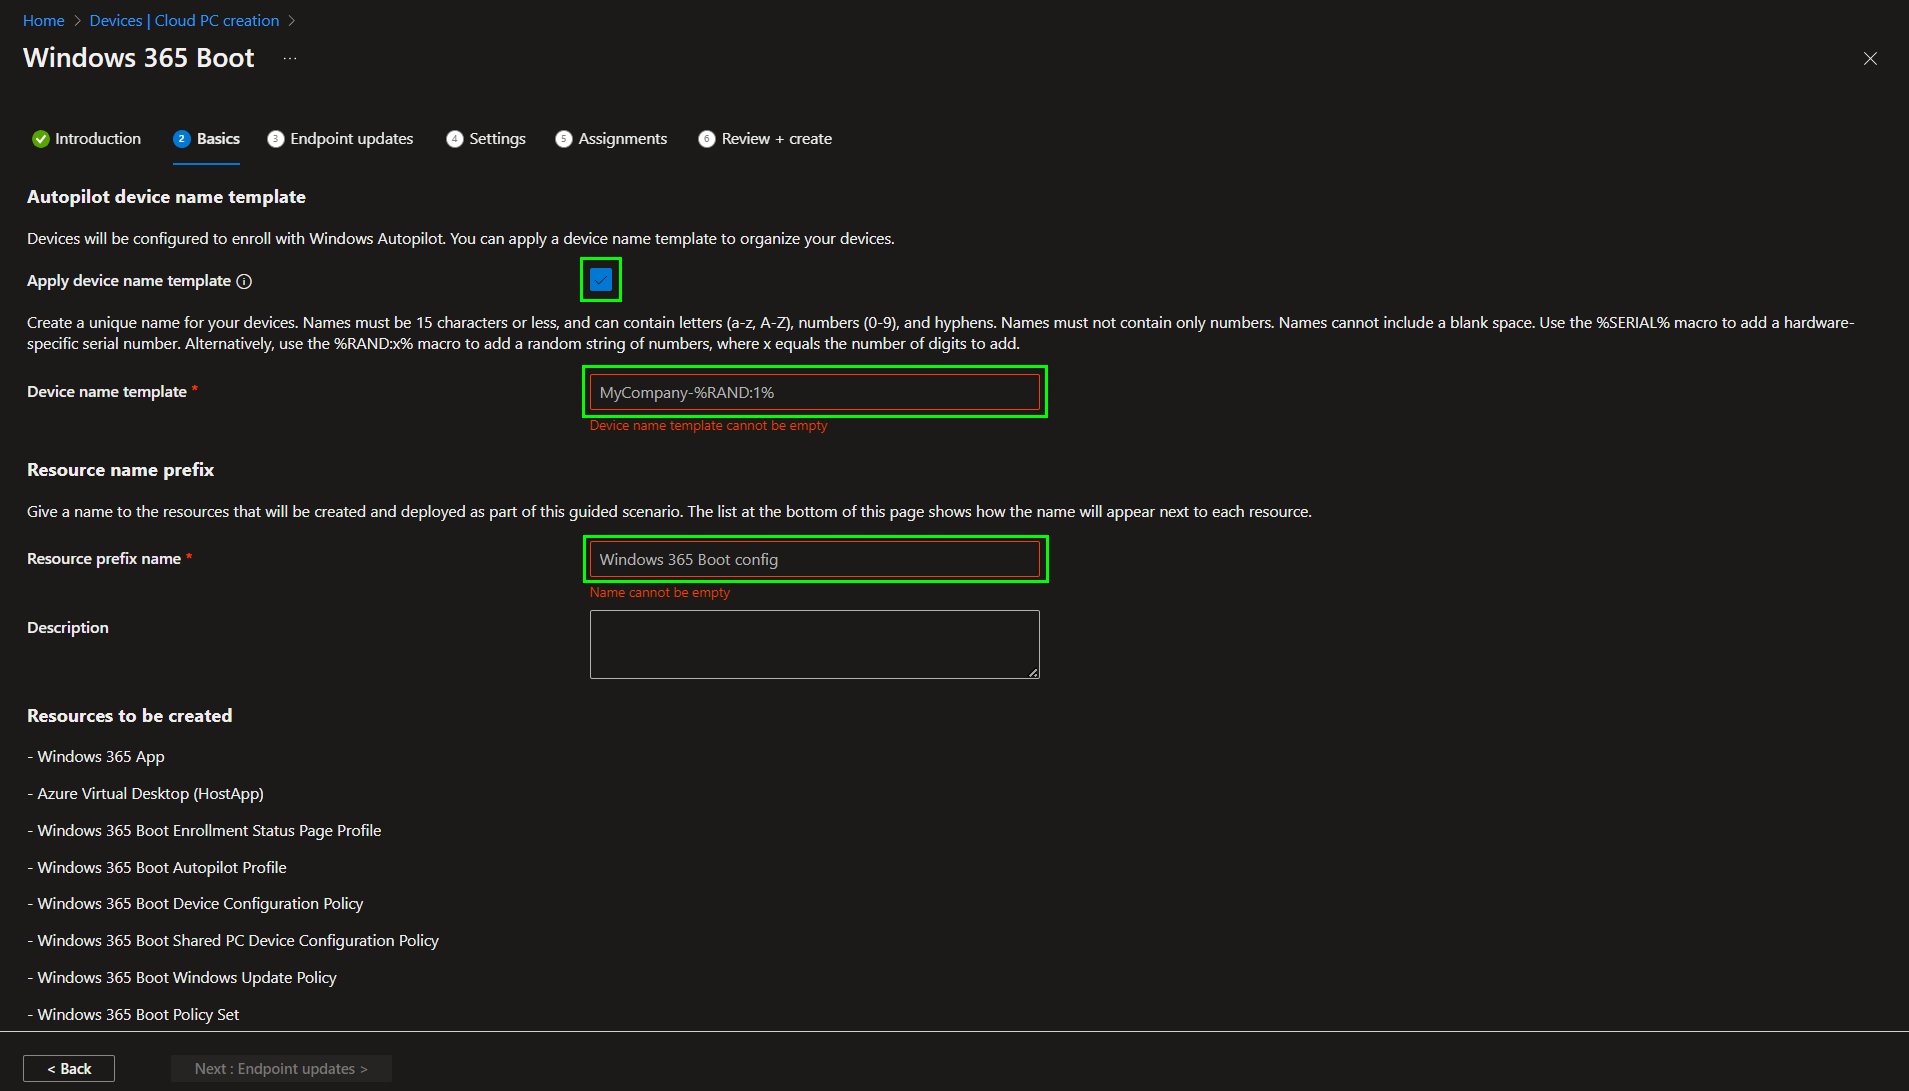 Home > Devices | Cloud PC creation >
Windows 365 Boot ...
Introduction 2 Basics 3 Endpoint updates 4 Settings 5 Assignments 6 Review + create
Autopilot device name template
Devices will be configured to enroll with Windows Autopilot. You can apply a device name template to organize your devices.
Apply device name template
Create a unique name for your devices. Names must be 15 characters or less, and can contain letters (a-z, A-Z), numbers (0-9), and hyphens. Names must not contain only numbers. Names cannot include a blank space. Use the %SERIAL% macro to add a hardware-
specific serial number. Alternatively, use the %RAND:x% macro to add a random string of numbers, where x equals the number of digits to add.
Device name template * MyCompany-%RAND:1%
Device name template cannot be empty
Resource name prefix
Give a name to the resources that will be created and deployed as part of this guided scenario. The list at the bottom of this page shows how the name will appear next to each resource.
Resource prefix name * Windows 365 Boot config
Name cannot be empty
Description
Resources to be created
- Windows 365 App
- Azure Virtual Desktop (HostApp)
- Windows 365 Boot Enrollment Status Page Profile
- Windows 365 Boot Autopilot Profile
- Windows 365 Boot Device Configuration Policy
- Windows 365 Boot Shared PC Device Configuration Policy
- Windows 365 Boot Windows Update Policy
- Windows 365 Boot Policy Set
< Back Next : Endpoint updates >